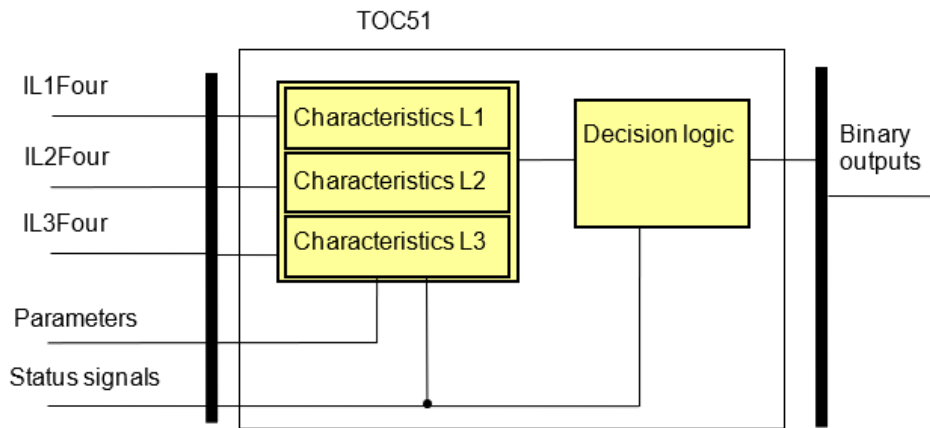 TOC51
IL1Four
IL2Four
IL3Four
Parameters
Status signals
Characteristics L1
Characteristics L2
Characteristics L3
Decision logic
Binary
outputs